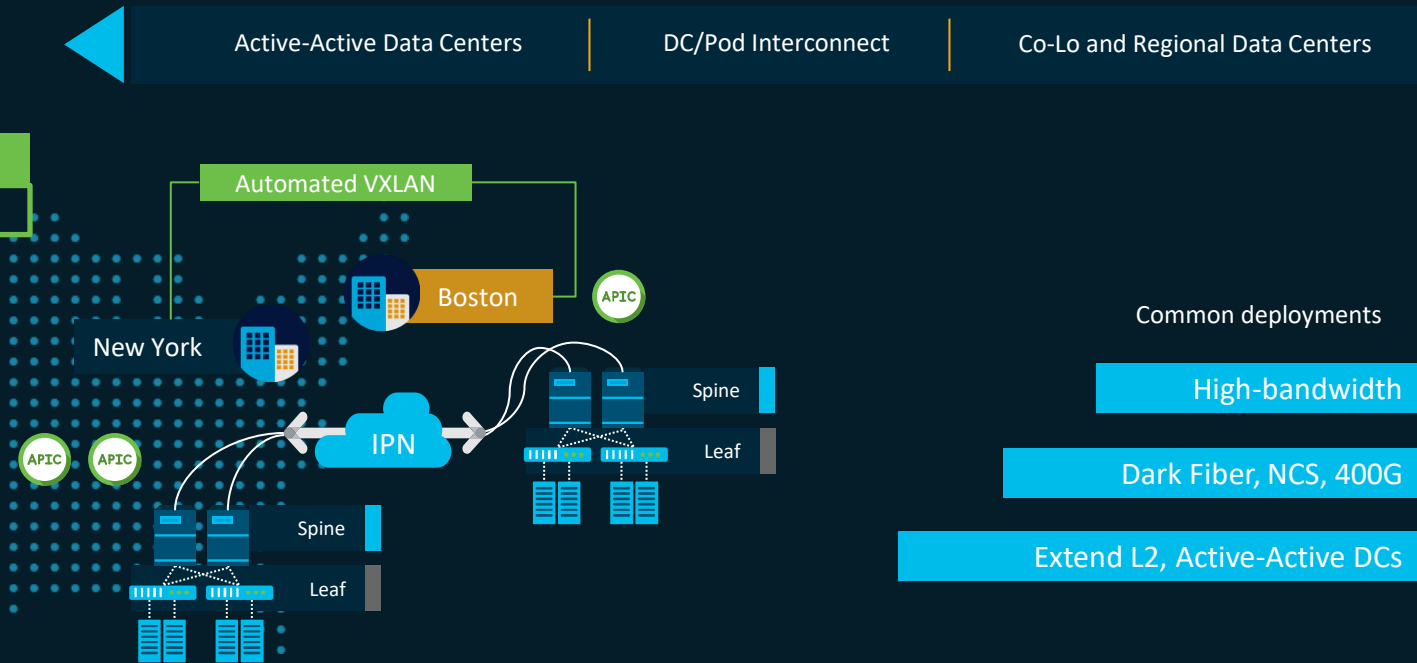 Active-Active Data Centers
DC/Pod Interconnect
Co-Lo and Regional Data Centers
Automated VXLAN
Boston
APIC
New York
Common deployments
Spine
High-bandwidth
IPN
Leaf
APIC
APIC
Dark Fiber, NCS, 400G
Spine
Extend L2, Active-Active DCs
Leaf